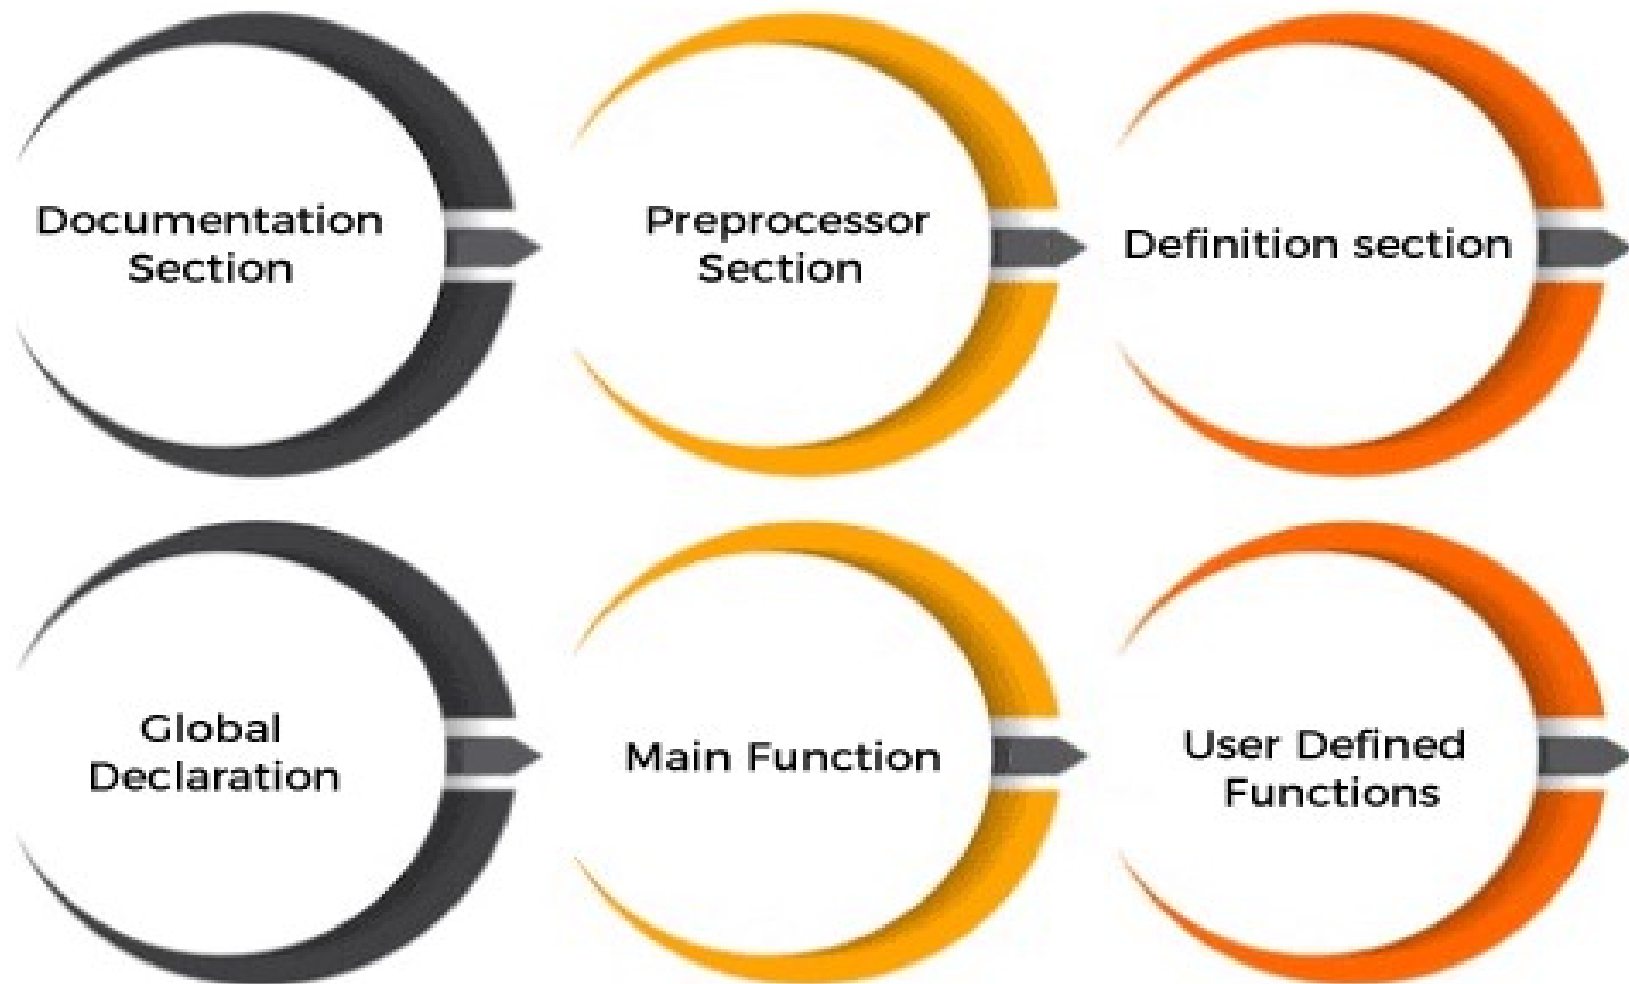 Documentation
Section
Preprocessor
Section
Definition section
Global
Declaration
Main Function
User Defined
Functions